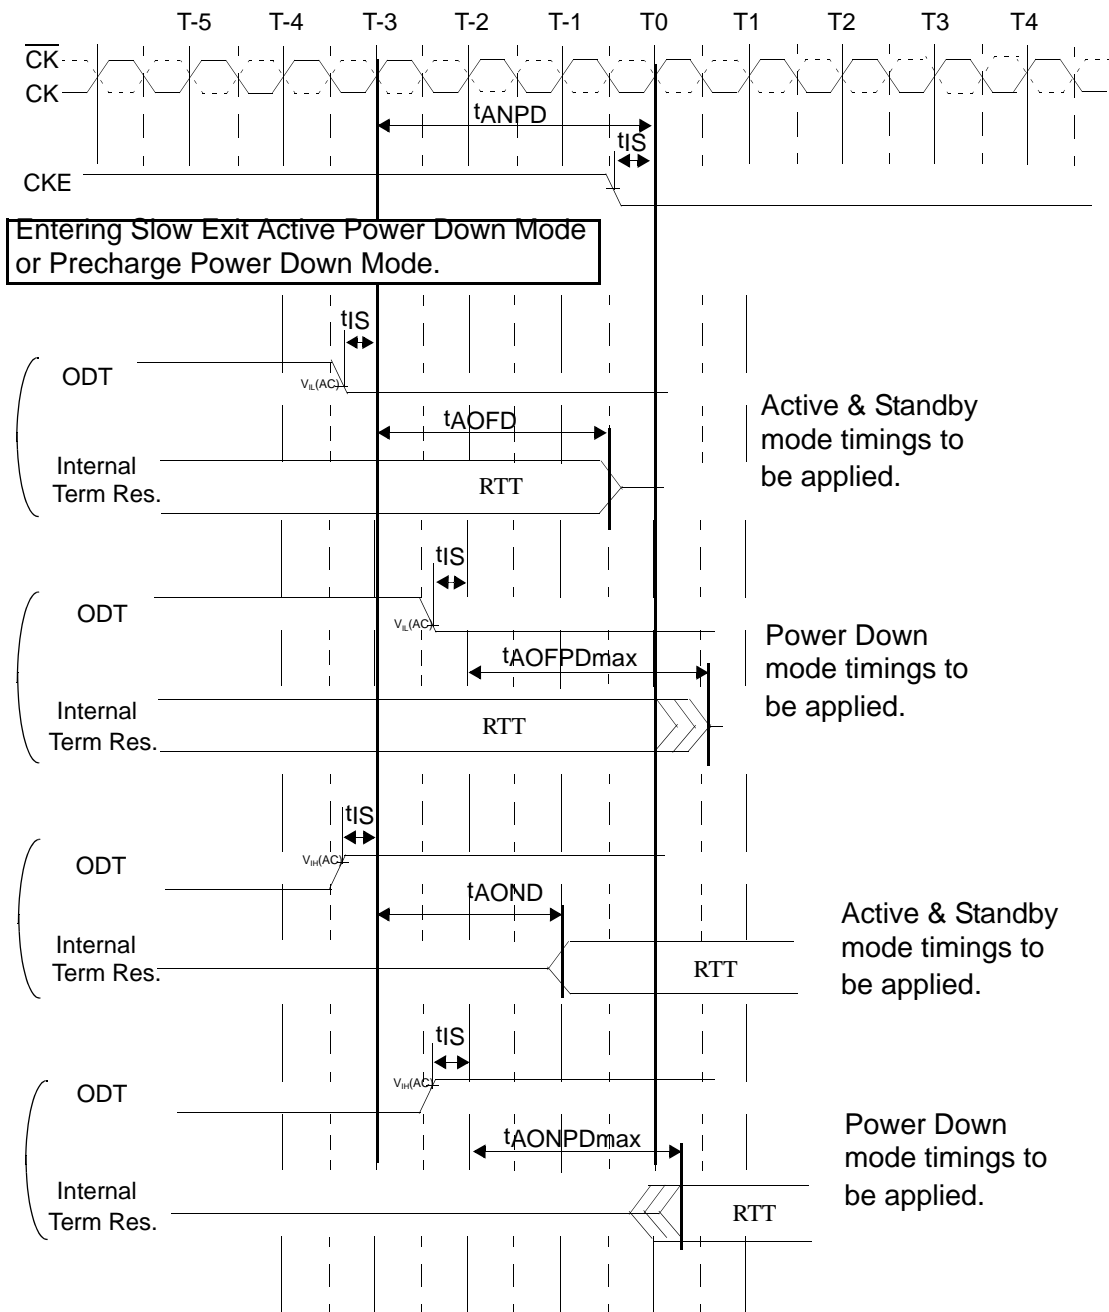 T-5 T-4 T-3 T-2 T-1 T0 T1 T2 T3 T4
CK
CK
tANPD
tIS
CKE
Entering Slow Exit Active Power Down Mode
or Precharge Power Down Mode.
tIS
ODT
VIL(AC)
tAOFD
Internal
Term Res.
RTT
Active & Standby
mode timings to
be applied.
tIS
ODT
VIL(AC)
tAOFPDmax
Internal
Term Res.
RTT
Power Down
mode timings to
be applied.
tIS
ODT
VIH(AC)
tAOND
Internal
Term Res.
RTT
Active & Standby
mode timings to
be applied.
tIS
ODT
VIH(AC)
tAONPDmax
Internal
Term Res.
RTT
Power Down
mode timings to
be applied.